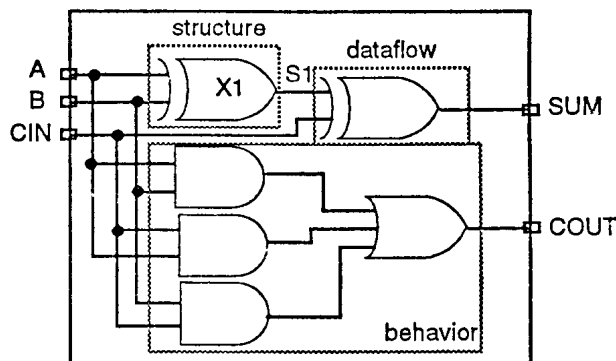 structure
dataflow
A
B
CIN
X1
S1
SUM
COUT
behavior